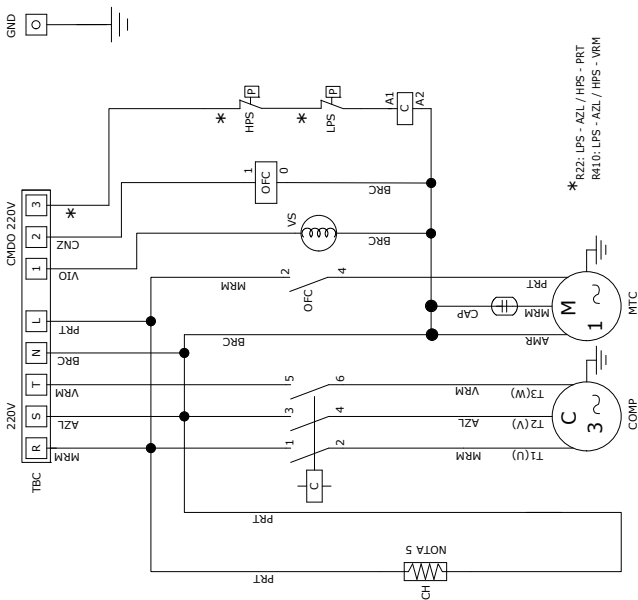 GND
CMDO 220V
220V
TBC
R
S
T
N
L
1
2
3
MRM
AZL
VRM
BRC
PRT
VIO
CNZ
*
*
HPS
P
*
LPS
P
A1
C
A2
1
OFC
0
BRC
VS
BRC
MRM
2
OFC
4
PRT
BRC
CAP
MRM
AMR
1
3
5
C
2
4
6
MRM
AZL
VRM
T1(U)
T2(V)
T3(W)
C
3
COMP
M
1
MTC
PRT
PRT
CH
NOTA 5
* R22: LPS - AZL / HPS - PRT
R410: LPS - AZL / HPS - VRM